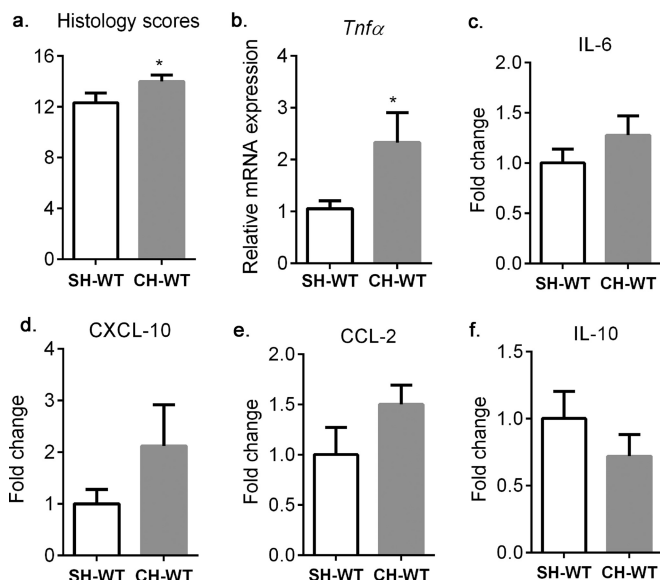 a. Histology scores
16
12
8
4
0
*
SH-WT CH-WT
b. Tnfα
Relative mRNA expression
4
3
2
1
0
*
SH-WT CH-WT
c. IL-6
Fold change
2.0
1.5
1.0
0.5
0.0
SH-WT CH-WT
d. CXCL-10
Fold change
4
3
2
1
0
SH-WT CH-WT
e. CCL-2
Fold change
2.0
1.5
1.0
0.5
0.0
SH-WT CH-WT
f. IL-10
Fold change
1.5
1.0
0.5
0.0
SH-WT CH-WT